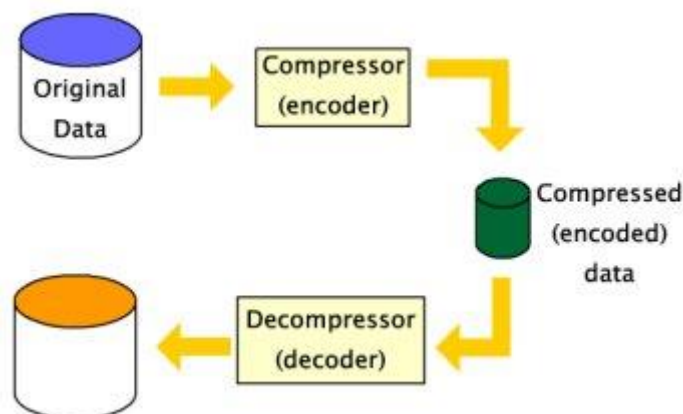 Original
Data
Compressor
(encoder)
Compressed
(encoded)
data
Decompressor
(decoder)